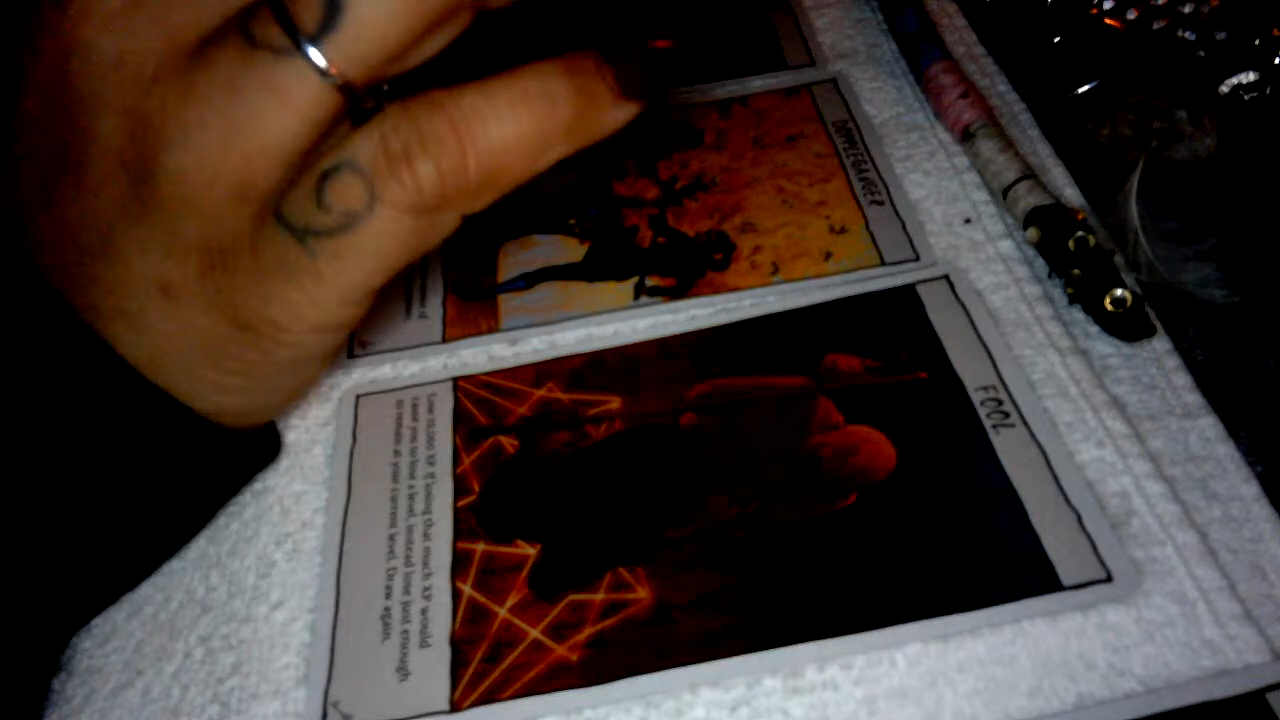 DOPPLEGANGER
of
FOOL
Lose 10,000 XP. If losing that much XP would
cause you to lose a level, instead lose just enough
to remain at your current level. Draw again.